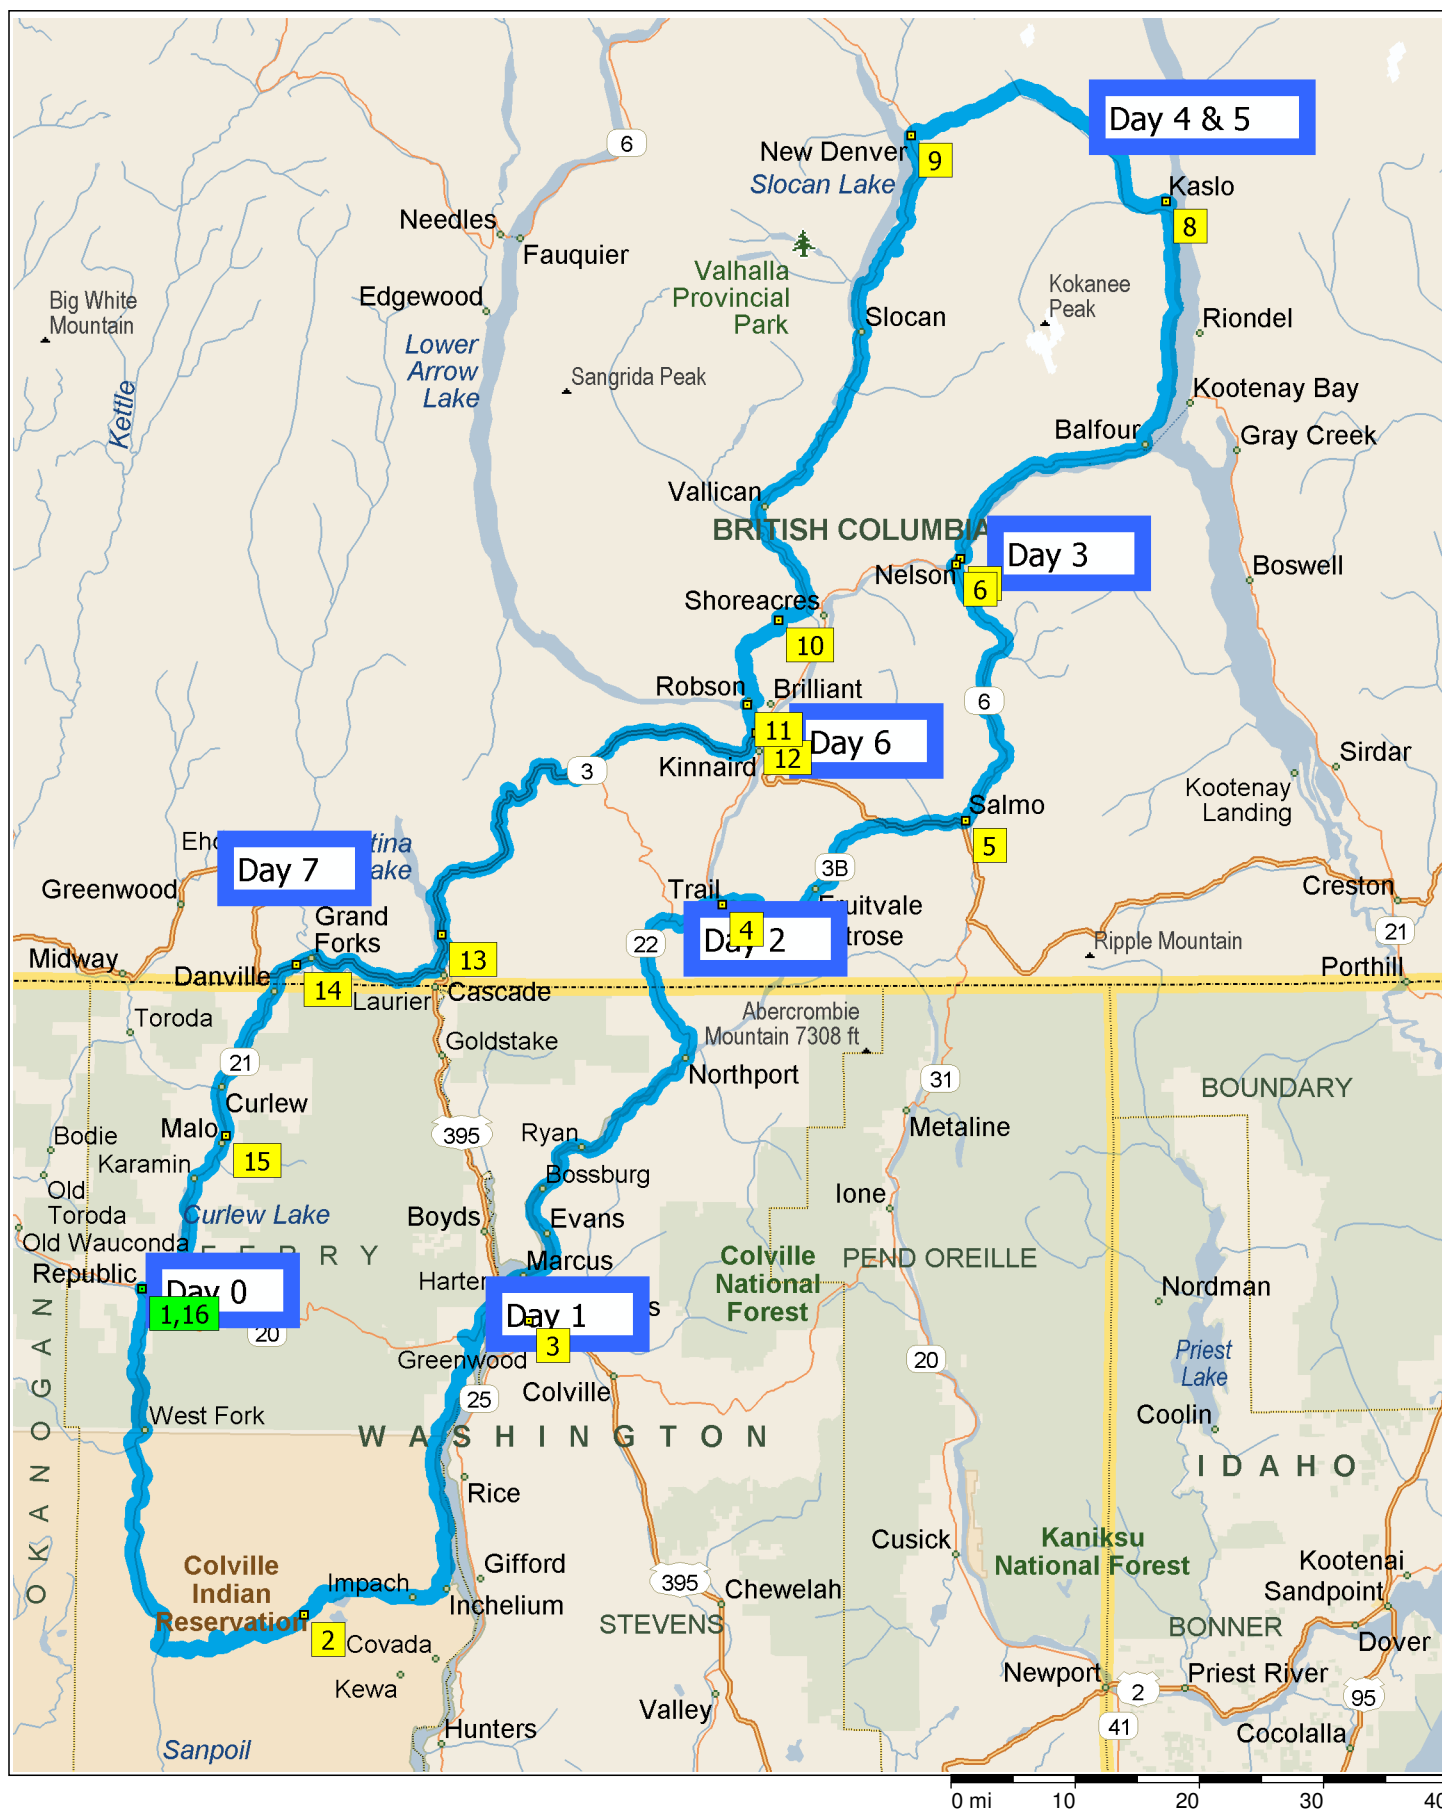 Day 4 & 5
6
New Denver
9
Slocan Lake
Kaslo
8
Needles
Fauquier
Valhalla
Provincial
Park
Kokanee
Peak
Big White
Mountain
Edgewood
Slocan
Riondel
Lower
Arrow
Lake
Sangrida Peak
Kettle
Kootenay Bay
Balfour
Gray Creek
Vallican
BRITISH COLUMBIA
Day 3
Nelson
6
Boswell
Shoreacres
10
Robson
Brilliant
6
11
Day 6
12
Kinnaird
3
Sirdar
Kootenay
Landing
Salmo
5
Day 7
3B
Greenwood
Trail
Creston
Grand
Forks
Fruitvale
4
Day 2
22
21
Ripple Mountain
Midway
13
Danville
14
Laurier
Cascade
Porthill
Toroda
Abercrombie
Mountain 7308 ft
Goldstake
21
Northport
31
BOUNDARY
Curlew
Malo
395
Ryan
Metaline
Bodie
15
Karamin
Bossburg
Old
Toroda
Ione
Curlew Lake
Boyds
Evans
Old Wauconda
FERRY
Marcus
Colville
National
Forest
PEND OREILLE
Republic
Day 0
Harter
Nordman
1,16
20
Day 1
s
3
Greenwood
Priest
Lake
20
Colville
25
OKANOGAN
West Fork
WASHINGTON
Coolin
IDAHO
Rice
Cusick
Kaniksu
National Forest
Colville
Indian
Reservation
Gifford
Impach
Kootenai
395
Chewelah
Inchelium
Sandpoint
STEVENS
BONNER
2
Covada
Dover
Kewa
Newport
2
Priest River
95
Valley
41
Hunters
Cocolalla
Sanpoil
0 mi
10
20
30